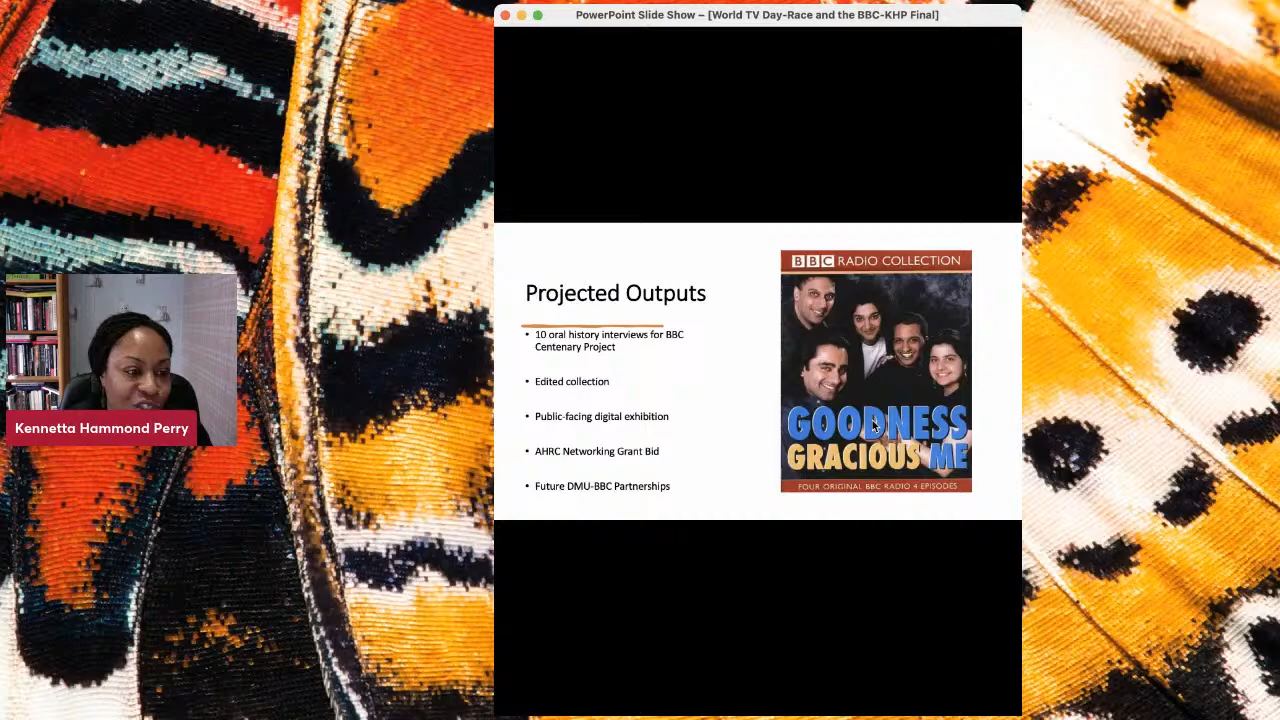 PowerPoint Slide Show – [World TV Day-Race and the BBC-KHP Final]
Projected Outputs
• 10 oral history interviews for BBC
Centenary Project
• Edited collection
• Public-facing digital exhibition
• AHRC Networking Grant Bid
• Future DMU-BBC Partnerships
BBC RADIO COLLECTION
GOODNESS
GRACIOUS ME
FOUR ORIGINAL BBC RADIO 4 EPISODES
Kennetta Hammond Perry